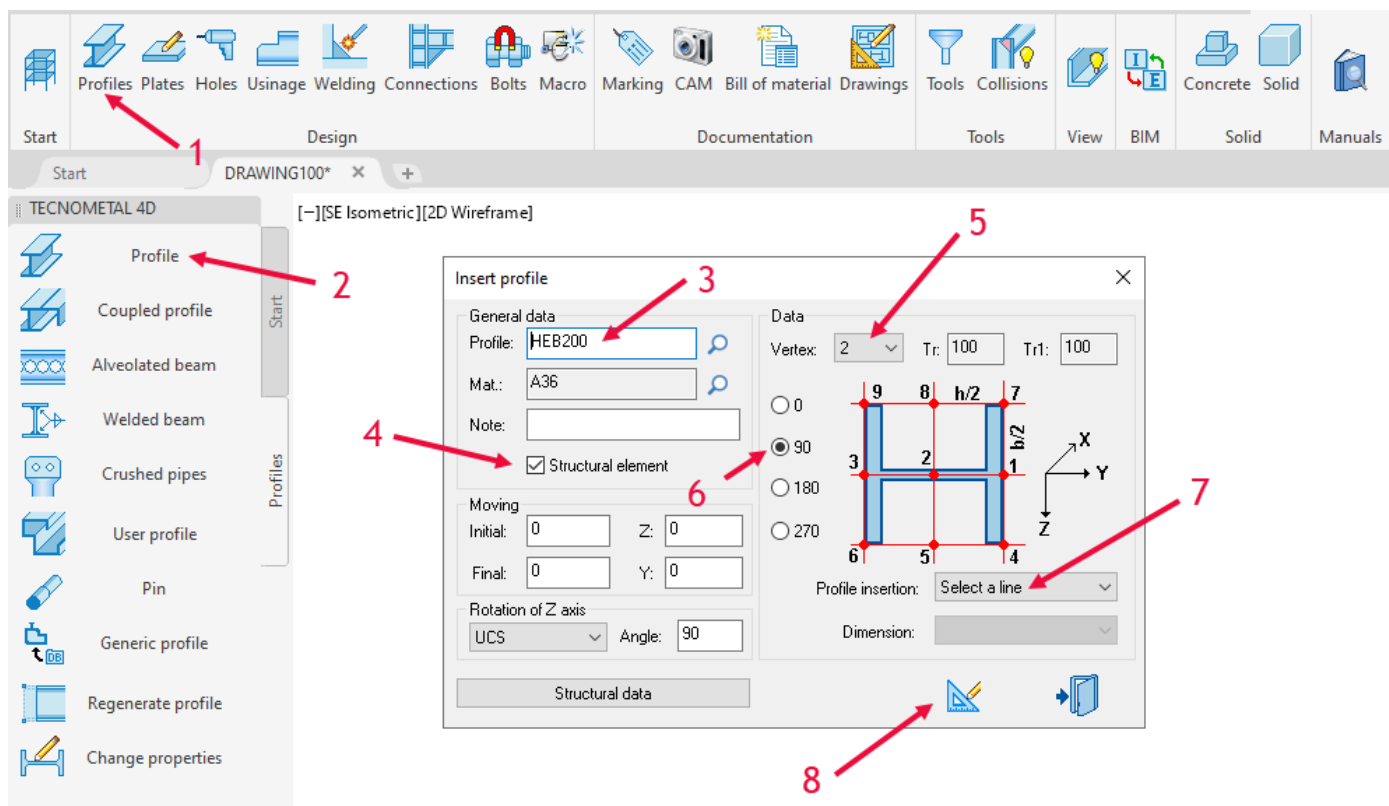 Profiles Plates Holes Usinage Welding Connections Bolts Macro Marking CAM Bill of material Drawings Tools Collisions Concrete Solid
I E
Start Design Documentation Tools View BIM Solid Manuals
1
Start DRAWING100* × +
TECNOMETAL 4D
[−][SE Isometric][2D Wireframe]
Profile
2
Coupled profile
Alveolated beam
Welded beam
Crushed pipes
User profile
Pin
Generic profile
DB
Regenerate profile
Change properties
Start
Profiles
Insert profile
3
5
General data
Profile: HEB200
Mat.: A36
Note:
4
Structural element
Moving
Initial: 0 Z: 0
Final: 0 Y: 0
Rotation of Z axis
UCS Angle: 90
Structural data
Data
Vertex: 2 Tr: 100 Tr1: 100
0
90
180
270
6
9 8 h/2 7
b/2
3 2 1
6 5 4
X
Y
Z
7
Profile insertion: Select a line
Dimension:
8